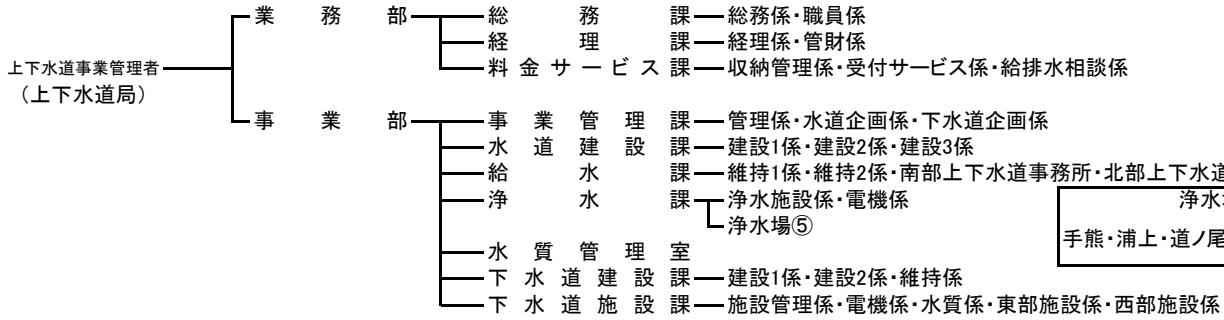 業務部 総務課 総務係・職員係
経理課 経理係・管財係
上下水道事業管理者
(上下水道局)
料金サービス課 収納管理係・受付サービス係・給排水相談係
事業部 事業管理課 管理係・水道企画係・下水道企画係
水道建設課 建設1係・建設2係・建設3係
給水課 維持1係・維持2係・南部上下水道事務所・北部上下水道
浄水課 浄水施設係・電機係
浄水場⑤
浄水
手熊・浦上・道ノ尾
水質管理室
下水道建設課 建設1係・建設2係・維持係
下水道施設課 施設管理係・電機係・水質係・東部施設係・西部施設係